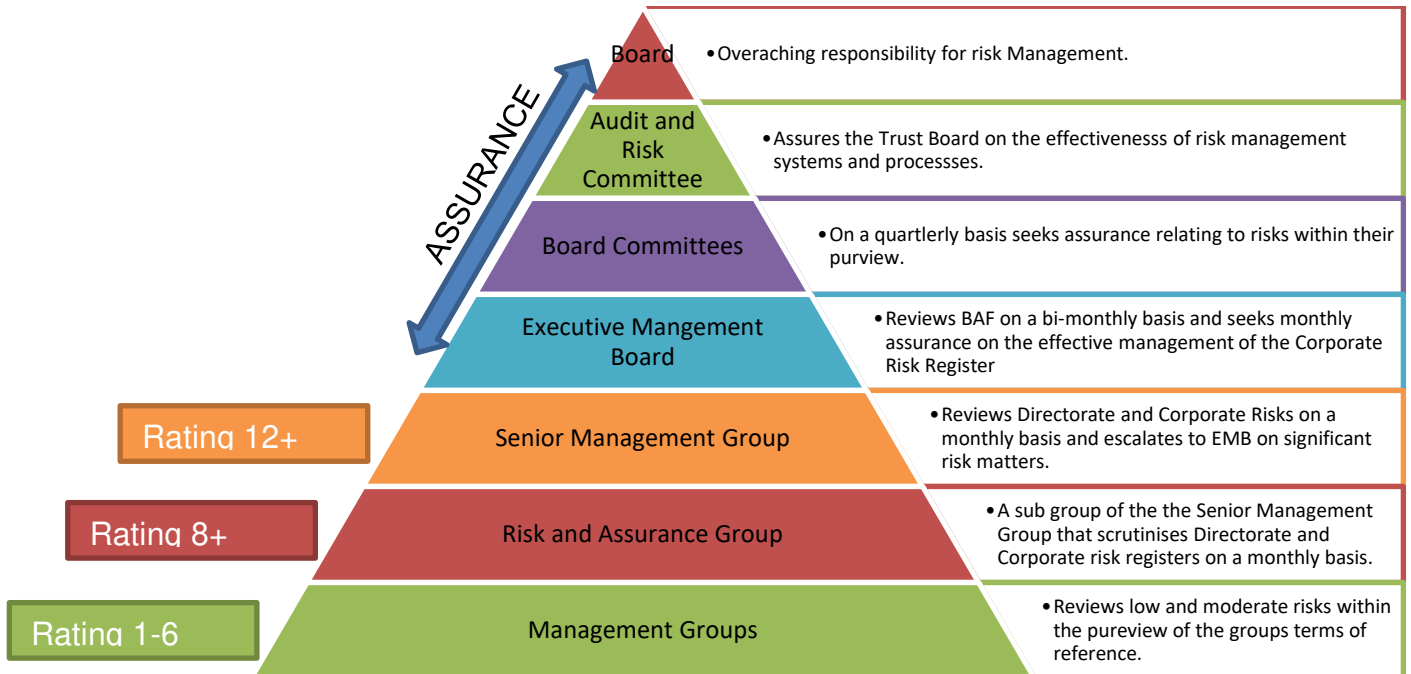 Board
•Overaching responsibility for risk Management.
ASSURANCE
Audit and
Risk
Committee
•Assures the Trust Board on the effectivenesss of risk management
systems and processses.
Board Committees
•On a quartlerly basis seeks assurance relating to risks within their
purview.
Executive Mangement
Board
•Reviews BAF on a bi-monthly basis and seeks monthly
assurance on the effective management of the Corporate
Risk Register
Rating 12+
Senior Management Group
•Reviews Directorate and Corporate Risks on a
monthly basis and escalates to EMB on significant
risk matters.
Rating 8+
Risk and Assurance Group
•A sub group of the the Senior Management
Group that scrutinises Directorate and
Corporate risk registers on a monthly basis.
Rating 1-6
Management Groups
•Reviews low and moderate risks within
the pureview of the groups terms of
reference.